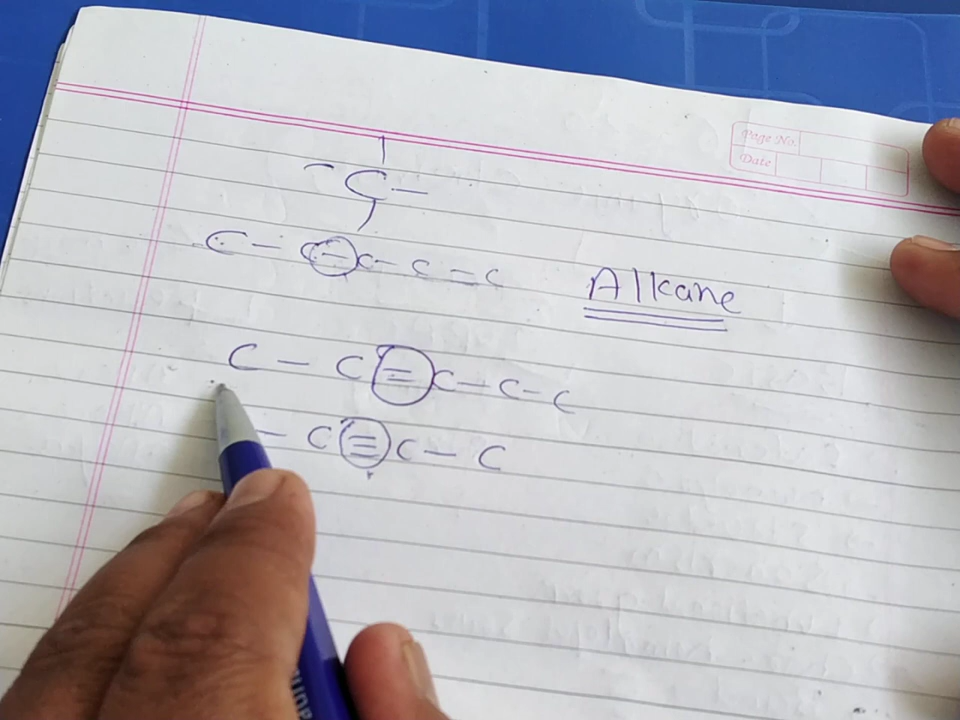 Page No.
Date
– C –
C – C = C – C = C
Alkane
C – C = C – C – C
– C ≡ C – C